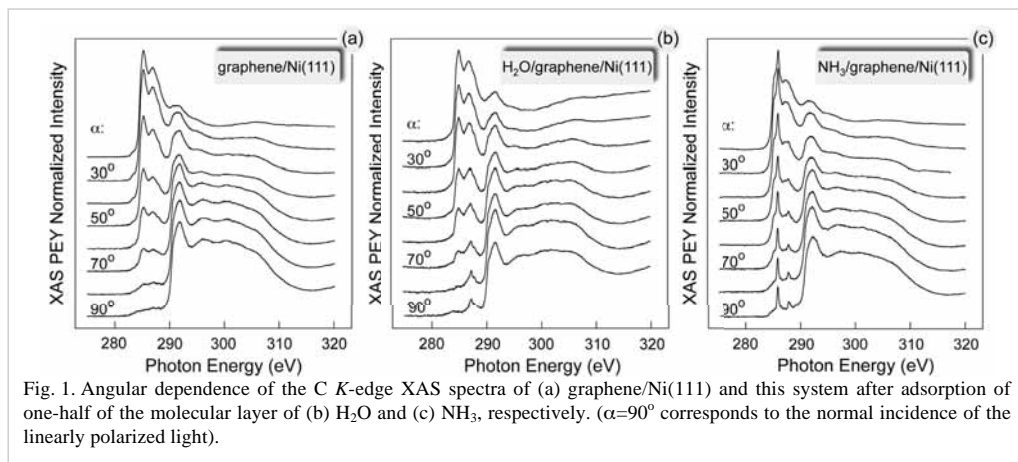 (a)
graphene/Ni(111)
XAS PEY Normalized Intensity
α:
30°
50°
70°
90°
280 290 300 310 320
Photon Energy (eV)
(b)
H₂O/graphene/Ni(111)
XAS PEY Normalized Intensity
α:
30°
50°
70°
90°
280 290 300 310 320
Photon Energy (eV)
(c)
NH₃/graphene/Ni(111)
XAS PEY Normalized Intensity
α:
30°
50°
70°
90°
280 290 300 310 320
Photon Energy (eV)
Fig. 1. Angular dependence of the C K-edge XAS spectra of (a) graphene/Ni(111) and this system after adsorption of
one-half of the molecular layer of (b) H₂O and (c) NH₃, respectively. (α=90° corresponds to the normal incidence of the
linearly polarized light).